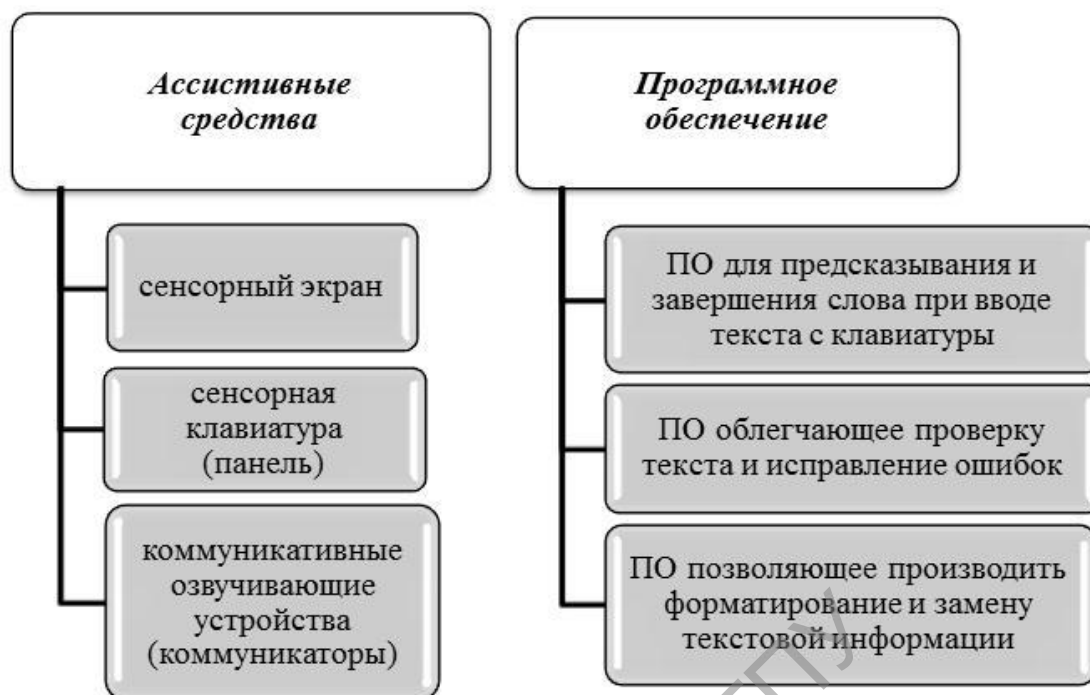 Ассистивные
средства
сенсорный экран
сенсорная
клавиатура
(панель)
коммуникативные
озвучивающие
устройства
(коммуникаторы)
Программное
обеспечение
ПО для предсказывания и
завершения слова при вводе
текста с клавиатуры
ПО облегчающее проверку
текста и исправление ошибок
ПО позволяющее производить
форматирование и замену
текстовой информации